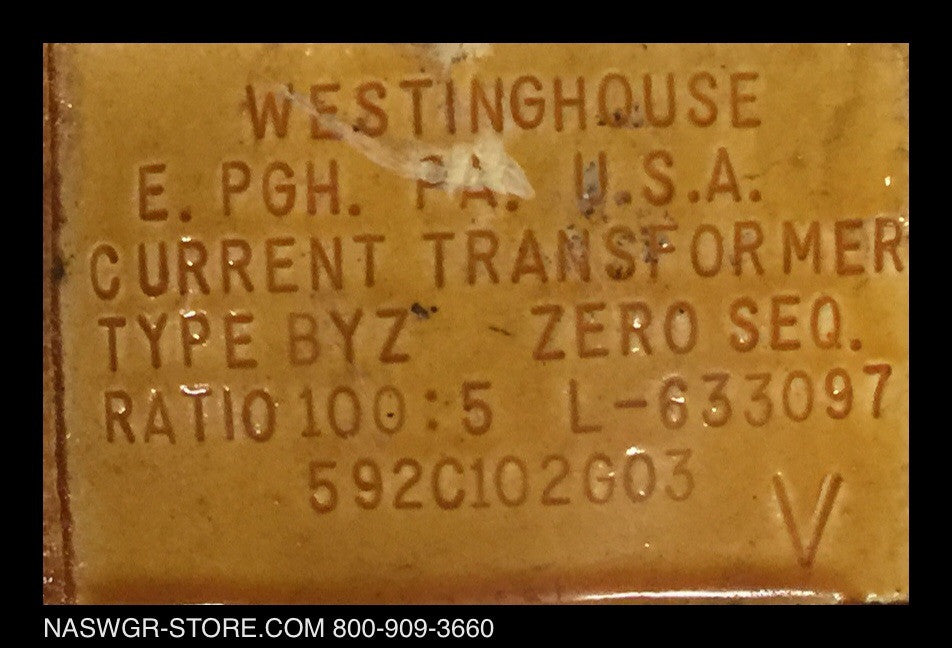 WESTINGHOUSE
E. PGH. PA. U.S.A.
CURRENT TRANSFORMER
TYPE BYZ ZERO SEQ.
RATIO 100:5 L-633097
592C102G03
V
NASWGR-STORE.COM 800-909-3660